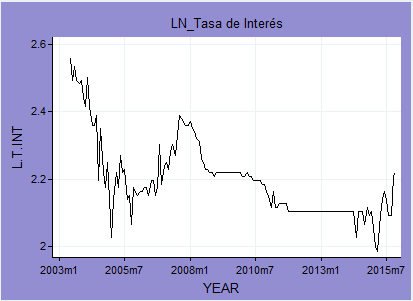 LN_Tasa de Interés
2.6
2.4
2.2
2
L.T.INT
2003m1 2005m7 2008m1 2010m7 2013m1 2015m7
YEAR